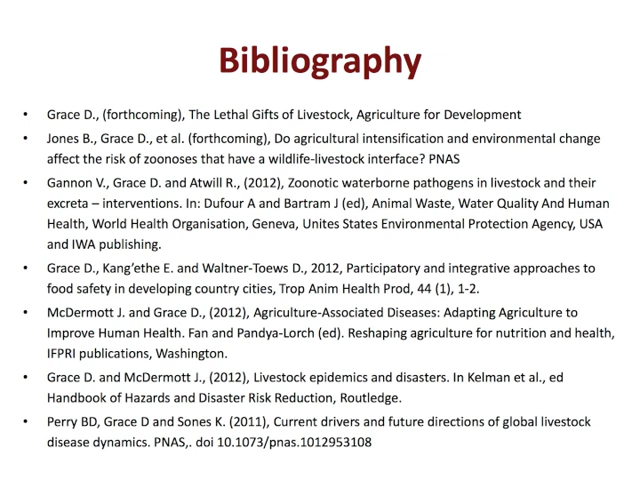 Bibliography
• Grace D., (forthcoming), The Lethal Gifts of Livestock, Agriculture for Development
• Jones B., Grace D., et al. (forthcoming), Do agricultural intensification and environmental change
affect the risk of zoonoses that have a wildlife-livestock interface? PNAS
• Gannon V., Grace D. and Atwill R., (2012), Zoonotic waterborne pathogens in livestock and their
excreta – interventions. In: Dufour A and Bartram J (ed), Animal Waste, Water Quality And Human
Health, World Health Organisation, Geneva, Unites States Environmental Protection Agency, USA
and IWA publishing.
• Grace D., Kang’ethe E. and Waltner-Toews D., 2012, Participatory and integrative approaches to
food safety in developing country cities, Trop Anim Health Prod, 44 (1), 1-2.
• McDermott J. and Grace D., (2012), Agriculture-Associated Diseases: Adapting Agriculture to
Improve Human Health. Fan and Pandya-Lorch (ed). Reshaping agriculture for nutrition and health,
IFPRI publications, Washington.
• Grace D. and McDermott J., (2012), Livestock epidemics and disasters. In Kelman et al., ed
Handbook of Hazards and Disaster Risk Reduction, Routledge.
• Perry BD, Grace D and Sones K. (2011), Current drivers and future directions of global livestock
disease dynamics. PNAS,. doi 10.1073/pnas.1012953108